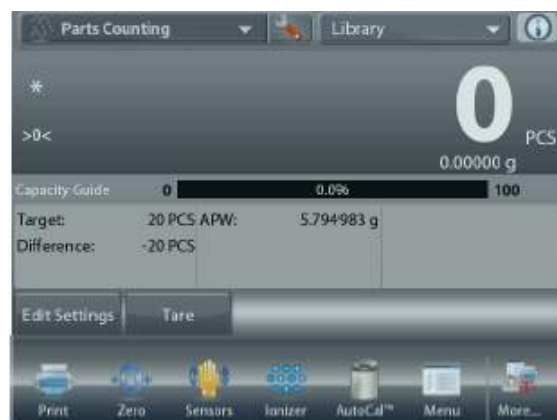 Parts Counting Library
*
>0<
0 PCS
0.00000 g
Capacity Guide 0 0.0% 100
Target: 20 PCS APW: 5.794983 g
Difference: -20 PCS
Edit Settings Tare
Print Zero Sensors Ionizer AutoCal™ Menu More...